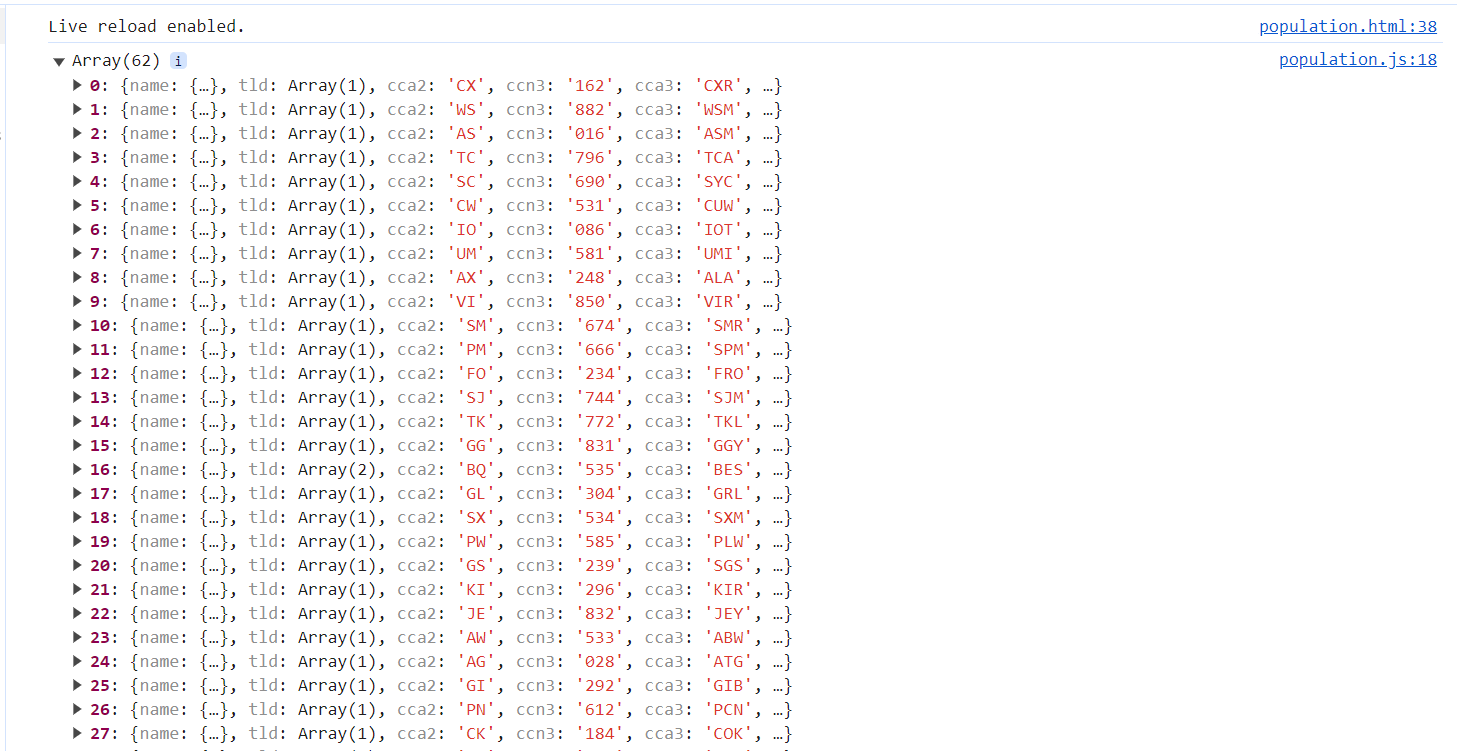 Live reload enabled. population.html:38
▼ Array(62) i population.js:18
▶ 0: {name: {…}, tld: Array(1), cca2: 'CX', ccn3: '162', cca3: 'CXR', …}
▶ 1: {name: {…}, tld: Array(1), cca2: 'WS', ccn3: '882', cca3: 'WSM', …}
▶ 2: {name: {…}, tld: Array(1), cca2: 'AS', ccn3: '016', cca3: 'ASM', …}
▶ 3: {name: {…}, tld: Array(1), cca2: 'TC', ccn3: '796', cca3: 'TCA', …}
▶ 4: {name: {…}, tld: Array(1), cca2: 'SC', ccn3: '690', cca3: 'SYC', …}
▶ 5: {name: {…}, tld: Array(1), cca2: 'CW', ccn3: '531', cca3: 'CUW', …}
▶ 6: {name: {…}, tld: Array(1), cca2: 'IO', ccn3: '086', cca3: 'IOT', …}
▶ 7: {name: {…}, tld: Array(1), cca2: 'UM', ccn3: '581', cca3: 'UMI', …}
▶ 8: {name: {…}, tld: Array(1), cca2: 'AX', ccn3: '248', cca3: 'ALA', …}
▶ 9: {name: {…}, tld: Array(1), cca2: 'VI', ccn3: '850', cca3: 'VIR', …}
▶ 10: {name: {…}, tld: Array(1), cca2: 'SM', ccn3: '674', cca3: 'SMR', …}
▶ 11: {name: {…}, tld: Array(1), cca2: 'PM', ccn3: '666', cca3: 'SPM', …}
▶ 12: {name: {…}, tld: Array(1), cca2: 'FO', ccn3: '234', cca3: 'FRO', …}
▶ 13: {name: {…}, tld: Array(1), cca2: 'SJ', ccn3: '744', cca3: 'SJM', …}
▶ 14: {name: {…}, tld: Array(1), cca2: 'TK', ccn3: '772', cca3: 'TKL', …}
▶ 15: {name: {…}, tld: Array(1), cca2: 'GG', ccn3: '831', cca3: 'GGY', …}
▶ 16: {name: {…}, tld: Array(2), cca2: 'BQ', ccn3: '535', cca3: 'BES', …}
▶ 17: {name: {…}, tld: Array(1), cca2: 'GL', ccn3: '304', cca3: 'GRL', …}
▶ 18: {name: {…}, tld: Array(1), cca2: 'SX', ccn3: '534', cca3: 'SXM', …}
▶ 19: {name: {…}, tld: Array(1), cca2: 'PW', ccn3: '585', cca3: 'PLW', …}
▶ 20: {name: {…}, tld: Array(1), cca2: 'GS', ccn3: '239', cca3: 'SGS', …}
▶ 21: {name: {…}, tld: Array(1), cca2: 'KI', ccn3: '296', cca3: 'KIR', …}
▶ 22: {name: {…}, tld: Array(1), cca2: 'JE', ccn3: '832', cca3: 'JEY', …}
▶ 23: {name: {…}, tld: Array(1), cca2: 'AW', ccn3: '533', cca3: 'ABW', …}
▶ 24: {name: {…}, tld: Array(1), cca2: 'AG', ccn3: '028', cca3: 'ATG', …}
▶ 25: {name: {…}, tld: Array(1), cca2: 'GI', ccn3: '292', cca3: 'GIB', …}
▶ 26: {name: {…}, tld: Array(1), cca2: 'PN', ccn3: '612', cca3: 'PCN', …}
▶ 27: {name: {…}, tld: Array(1), cca2: 'CK', ccn3: '184', cca3: 'COK', …}